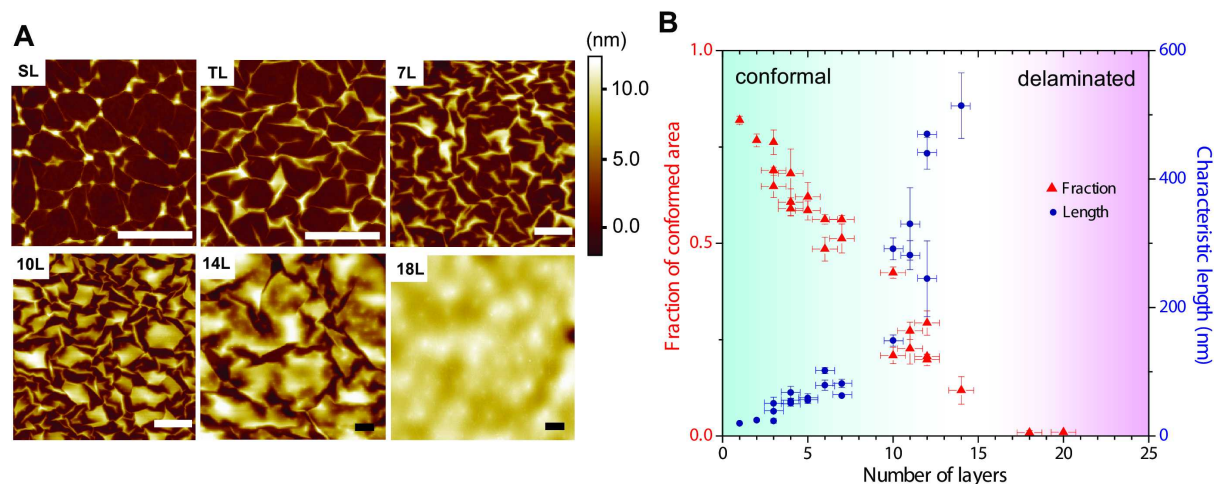 A
SL
TL
7L
(nm)
10.0
5.0
0.0
10L
14L
18L
B
conformal
delaminated
Fraction of conformed area
1.0
0.5
0.0
600
400
200
0
Characteristic length (nm)
Fraction
Length
0 5 10 15 20 25
Number of layers